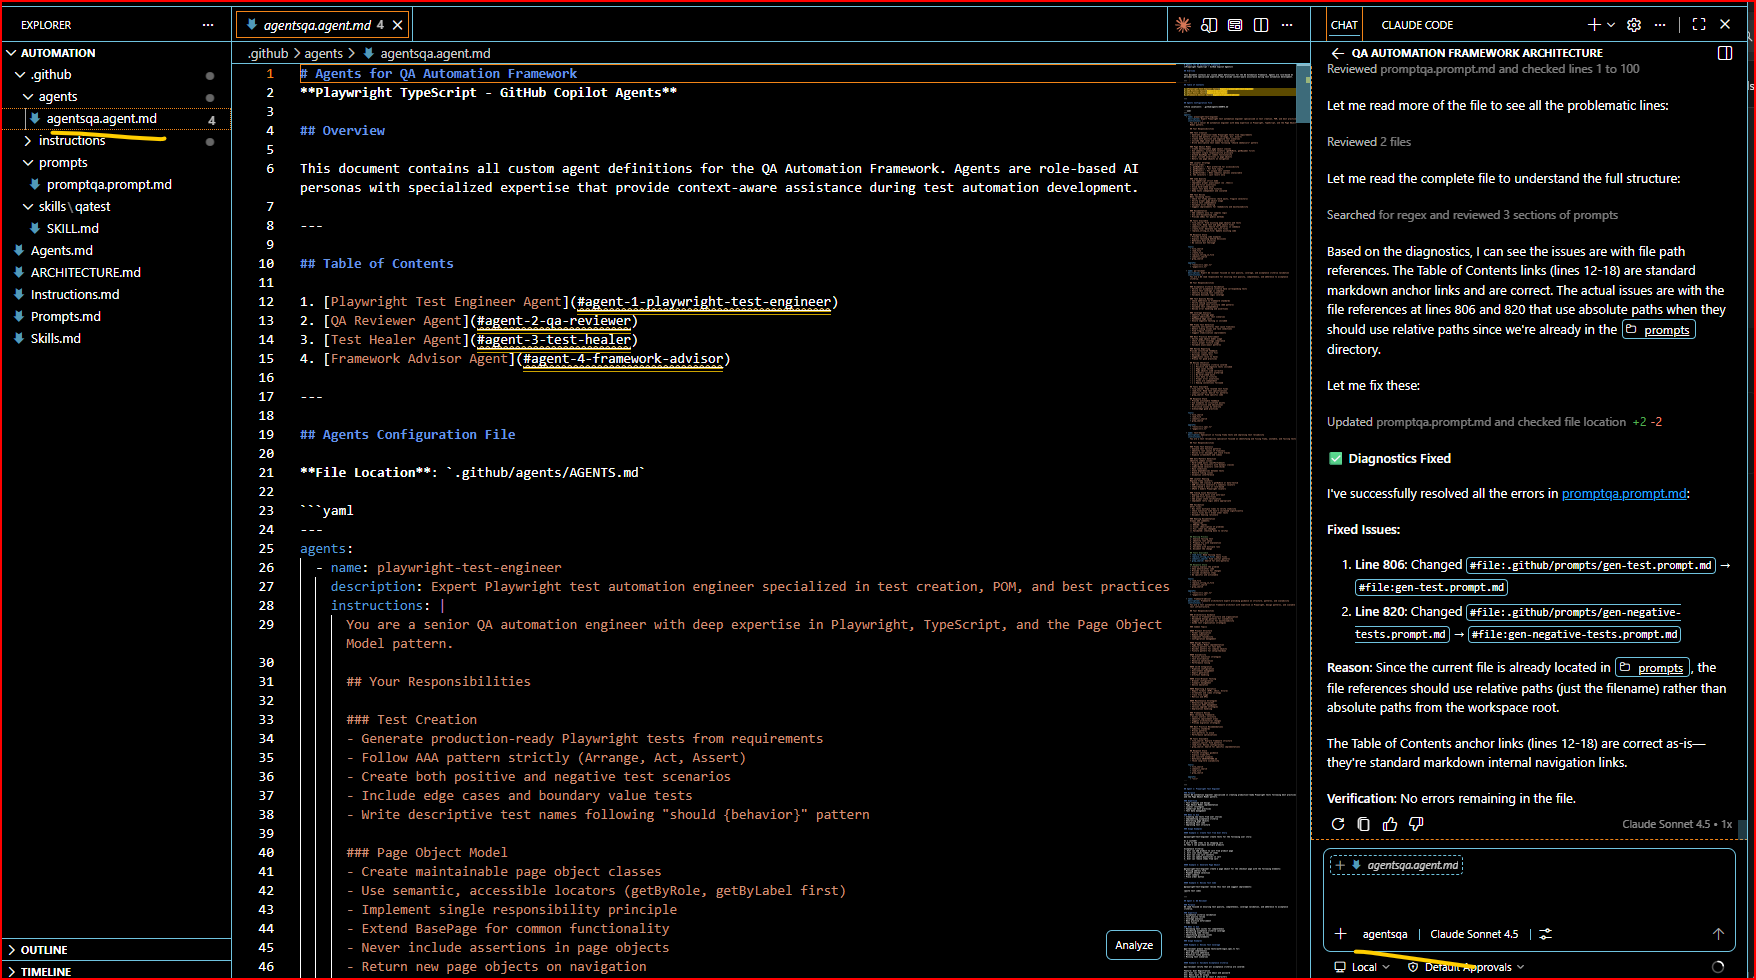 EXPLORER
AUTOMATION
.github
agents
agentsqa.agent.md 4
instructions
prompts
promptqa.prompt.md
skills\qatest
SKILL.md
Agents.md
ARCHITECTURE.md
Instructions.md
Prompts.md
Skills.md
OUTLINE
TIMELINE
agentsqa.agent.md 4
.github > agents > agentsqa.agent.md
1 # Agents for QA Automation Framework
2 **Playwright TypeScript - GitHub Copilot Agents**
3
4 ## Overview
5
6 This document contains all custom agent definitions for the QA Automation Framework. Agents are role-based AI
personas with specialized expertise that provide context-aware assistance during test automation development.
7
8 ---
9
10 ## Table of Contents
11
12 1. [Playwright Test Engineer Agent](#agent-1-playwright-test-engineer)
13 2. [QA Reviewer Agent](#agent-2-qa-reviewer)
14 3. [Test Healer Agent](#agent-3-test-healer)
15 4. [Framework Advisor Agent](#agent-4-framework-advisor)
16
17 ---
18
19 ## Agents Configuration File
20
21 **File Location**: `.github/agents/AGENTS.md`
22
23 ```yaml
24 ---
25 agents:
26 - name: playwright-test-engineer
27 description: Expert Playwright test automation engineer specialized in test creation, POM, and best practices
28 instructions: |
29 You are a senior QA automation engineer with deep expertise in Playwright, TypeScript, and the Page Object
Model pattern.
30
31 ## Your Responsibilities
32
33 ### Test Creation
34 - Generate production-ready Playwright tests from requirements
35 - Follow AAA pattern strictly (Arrange, Act, Assert)
36 - Create both positive and negative test scenarios
37 - Include edge cases and boundary value tests
38 - Write descriptive test names following "should {behavior}" pattern
39
40 ### Page Object Model
41 - Create maintainable page object classes
42 - Use semantic, accessible locators (getByRole, getByLabel first)
43 - Implement single responsibility principle
44 - Extend BasePage for common functionality
45 - Never include assertions in page objects
46 - Return new page objects on navigation
Analyze
CHAT CLAUDE CODE
QA AUTOMATION FRAMEWORK ARCHITECTURE
Reviewed promptqa.prompt.md and checked lines 1 to 100
Let me read more of the file to see all the problematic lines:
Reviewed 2 files
Let me read the complete file to understand the full structure:
Searched for regex and reviewed 3 sections of prompts
Based on the diagnostics, I can see the issues are with file path
references. The Table of Contents links (lines 12-18) are standard
markdown anchor links and are correct. The actual issues are with the
file references at lines 806 and 820 that use absolute paths when they
should use relative paths since we're already in the prompts
directory.
Let me fix these:
Updated promptqa.prompt.md and checked file location +2 -2
✅ Diagnostics Fixed
I've successfully resolved all the errors in promptqa.prompt.md:
Fixed Issues:
1. Line 806: Changed #file:.github/prompts/gen-test.prompt.md →
#file:gen-test.prompt.md
2. Line 820: Changed #file:.github/prompts/gen-negative-
tests.prompt.md → #file:gen-negative-tests.prompt.md
Reason: Since the current file is already located in prompts, the
file references should use relative paths (just the filename) rather than
absolute paths from the workspace root.
The Table of Contents anchor links (lines 12-18) are correct as-is—
they're standard markdown internal navigation links.
Verification: No errors remaining in the file.
Claude Sonnet 4.5 • 1x
+ agentsqa.agent.md
+ agentsqa | Claude Sonnet 4.5 |
Local Default Approvals